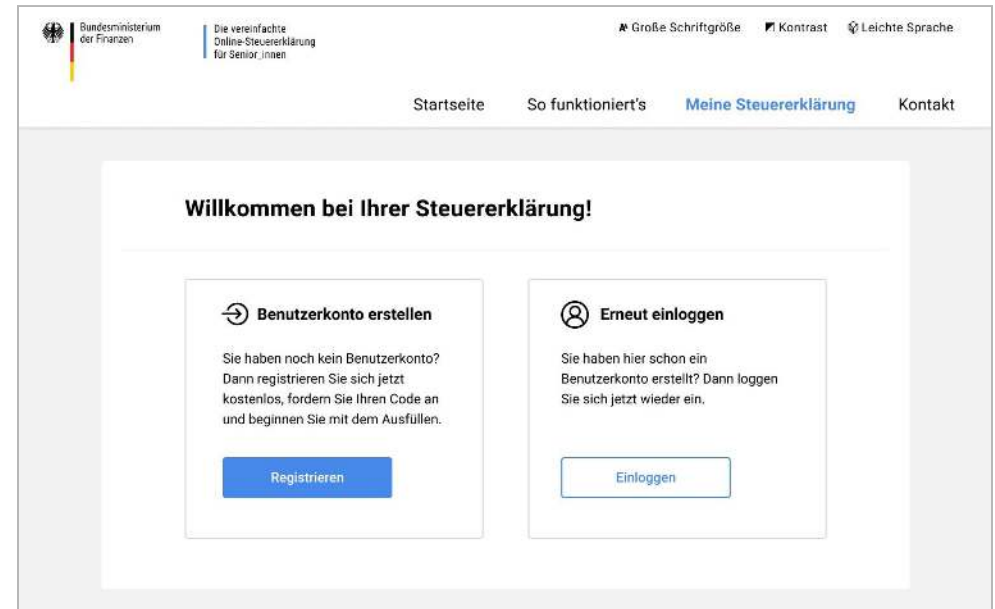 Bundesministerium
der Finanzen
Die vereinfachte
Online-Steuererklärung
für Senior_innen
Große Schriftgröße
Kontrast
Leichte Sprache
Startseite
So funktioniert's
Meine Steuererklärung
Kontakt
Willkommen bei Ihrer Steuererklärung!
Benutzerkonto erstellen
Sie haben noch kein Benutzerkonto?
Dann registrieren Sie sich jetzt
kostenlos, fordern Sie Ihren Code an
und beginnen Sie mit dem Ausfüllen.
Registrieren
Erneut einloggen
Sie haben hier schon ein
Benutzerkonto erstellt? Dann loggen
Sie sich jetzt wieder ein.
Einloggen